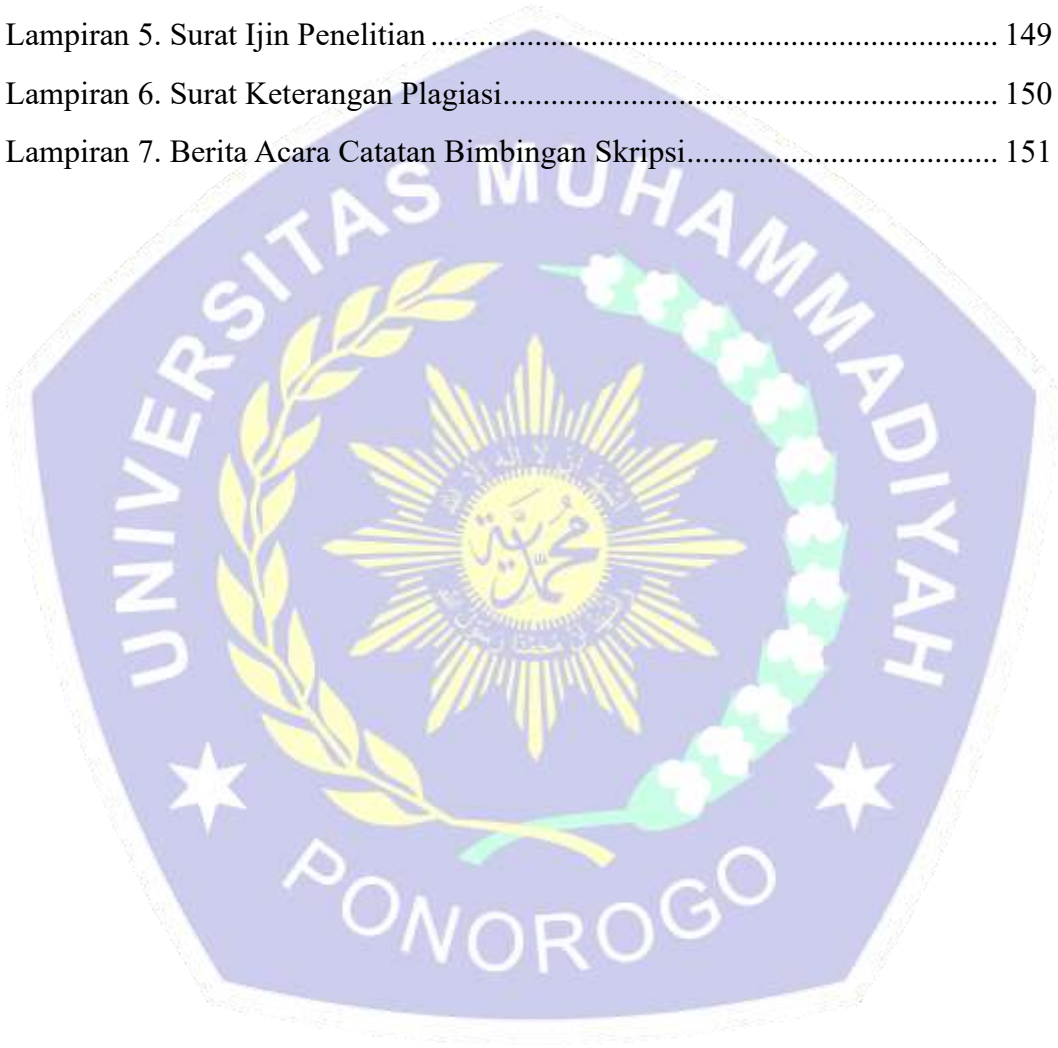 Lampiran 5. Surat Ijin Penelitian ........................................................................ 149
Lampiran 6. Surat Keterangan Plagiasi............................................................... 150
Lampiran 7. Berita Acara Catatan Bimbingan Skripsi....................................... 151
UNIVERSITAS MUHAMMADIYAH
محمدية
PONOROGO